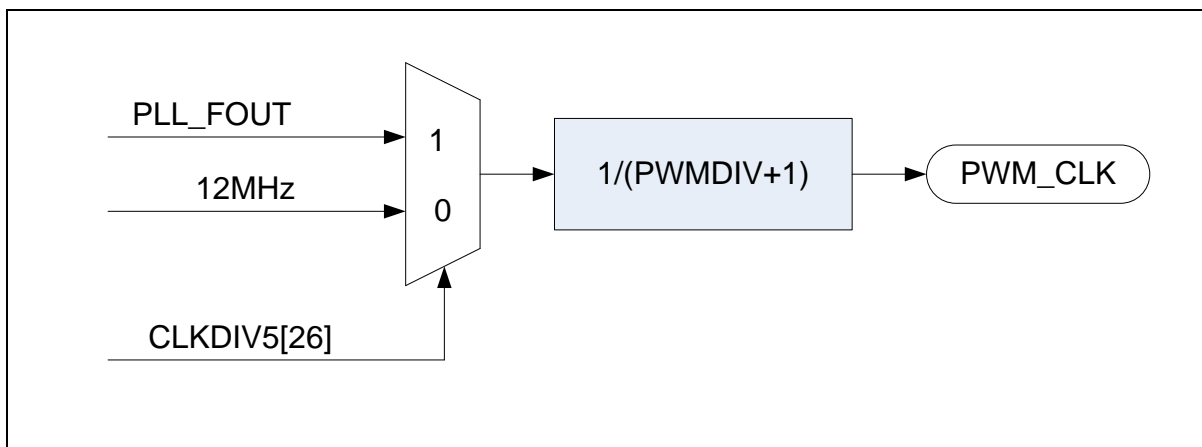 PLL_FOUT
1
12MHz
0
CLKDIV5[26]
1/(PWMDIV+1)
PWM_CLK